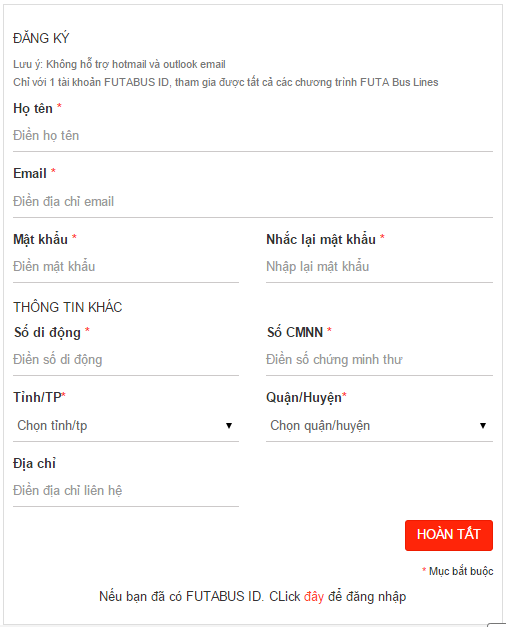 ĐĂNG KÝ
Lưu ý: Không hỗ trợ hotmail và outlook email
Chỉ với 1 tài khoản FUTABUS ID, tham gia được tất cả các chương trình FUTA Bus Lines
Họ tên *
Điền họ tên
Email *
Điền địa chỉ email
Mật khẩu * Nhắc lại mật khẩu *
Điền mật khẩu Nhập lại mật khẩu
THÔNG TIN KHÁC
Số di động * Số CMNN *
Điền số di động Điền số chứng minh thư
Tỉnh/TP* Quận/Huyện*
Chọn tỉnh/tp Chọn quận/huyện
Địa chỉ
Điền địa chỉ liên hệ
HOÀN TẤT
* Mục bắt buộc
Nếu bạn đã có FUTABUS ID. CLick đây để đăng nhập